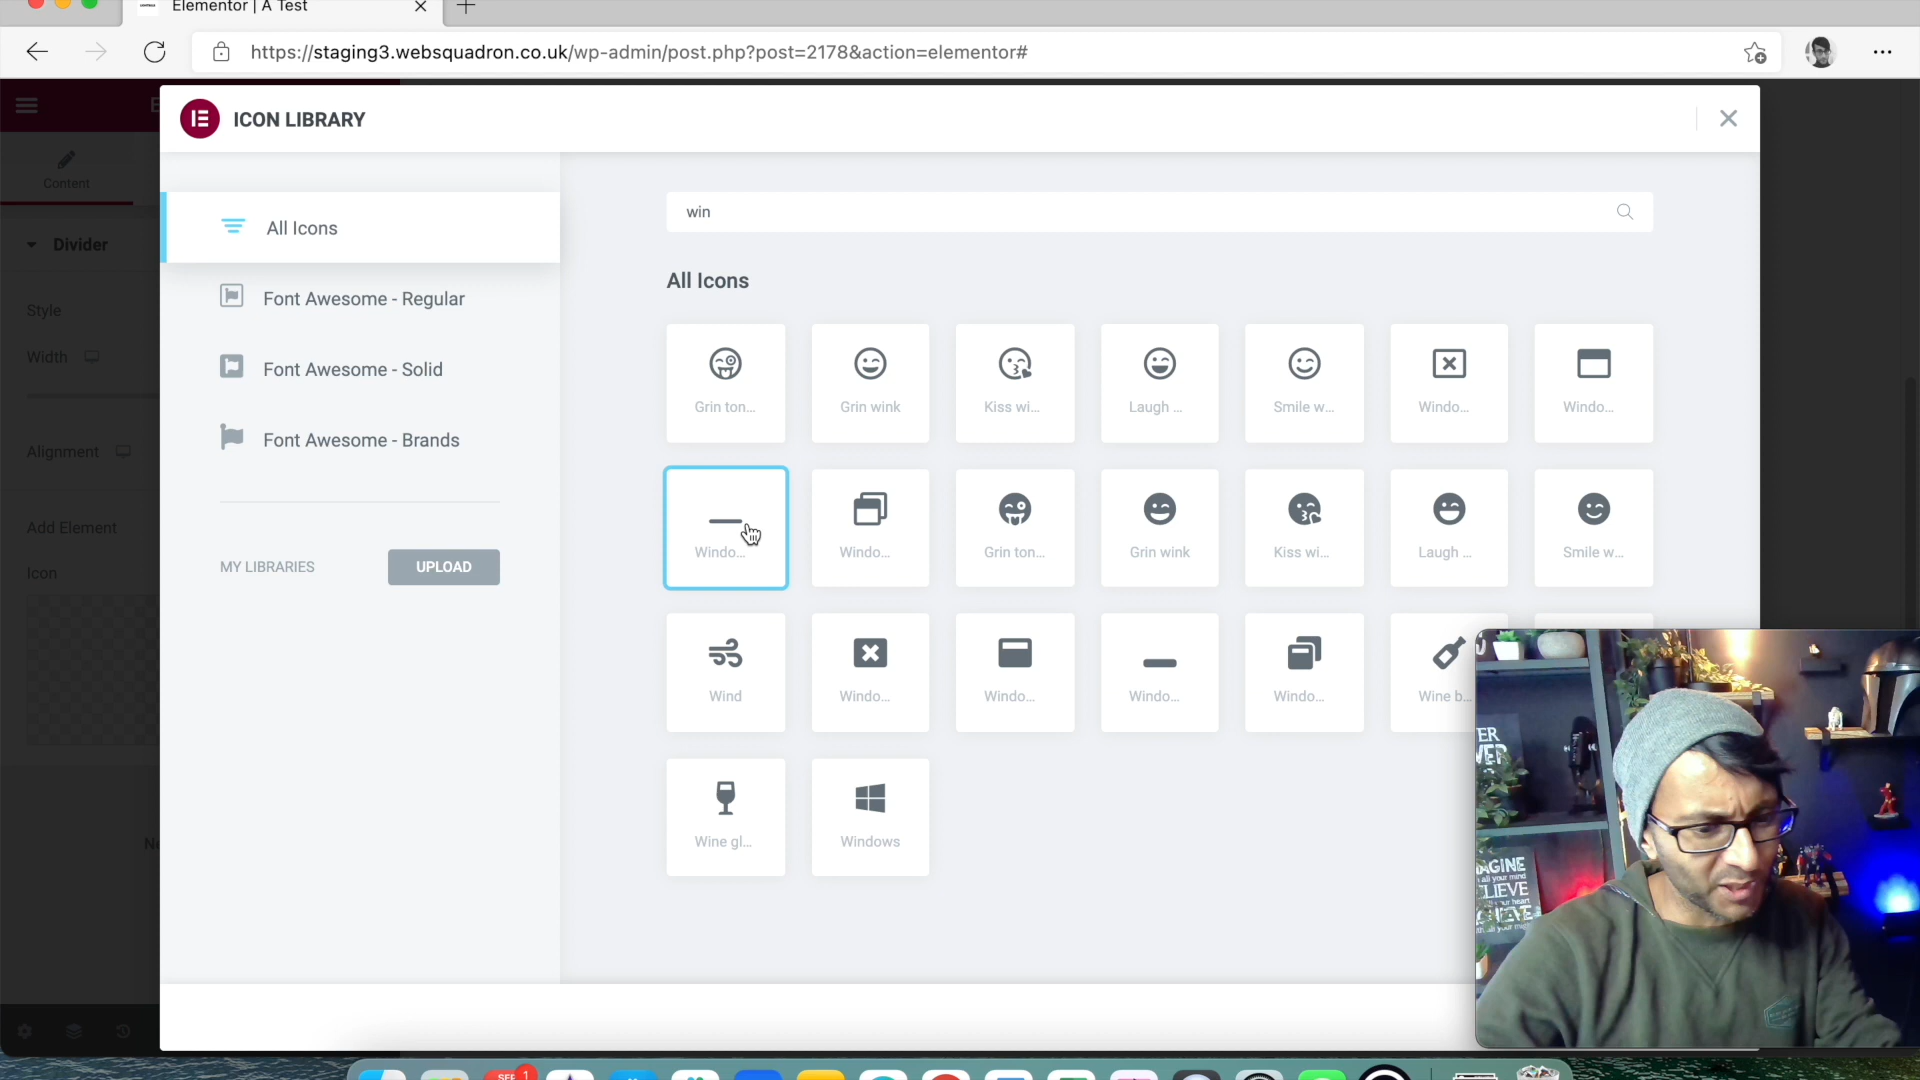 Elementor | A Test
https://staging3.websquadron.co.uk/wp-admin/post.php?post=2178&action=elementor#
ICON LIBRARY
Content
Divider
Style
Width
Alignment
Add Element
Icon
All Icons
Font Awesome - Regular
Font Awesome - Solid
Font Awesome - Brands
MY LIBRARIES
UPLOAD
win
All Icons
Grin ton... Grin wink Kiss wi... Laugh ... Smile w... Windo... Windo...
Windo... Windo... Grin ton... Grin wink Kiss wi... Laugh ... Smile w...
Wind Windo... Windo... Windo... Windo... Wine b...
Wine gl... Windows
SEP 1